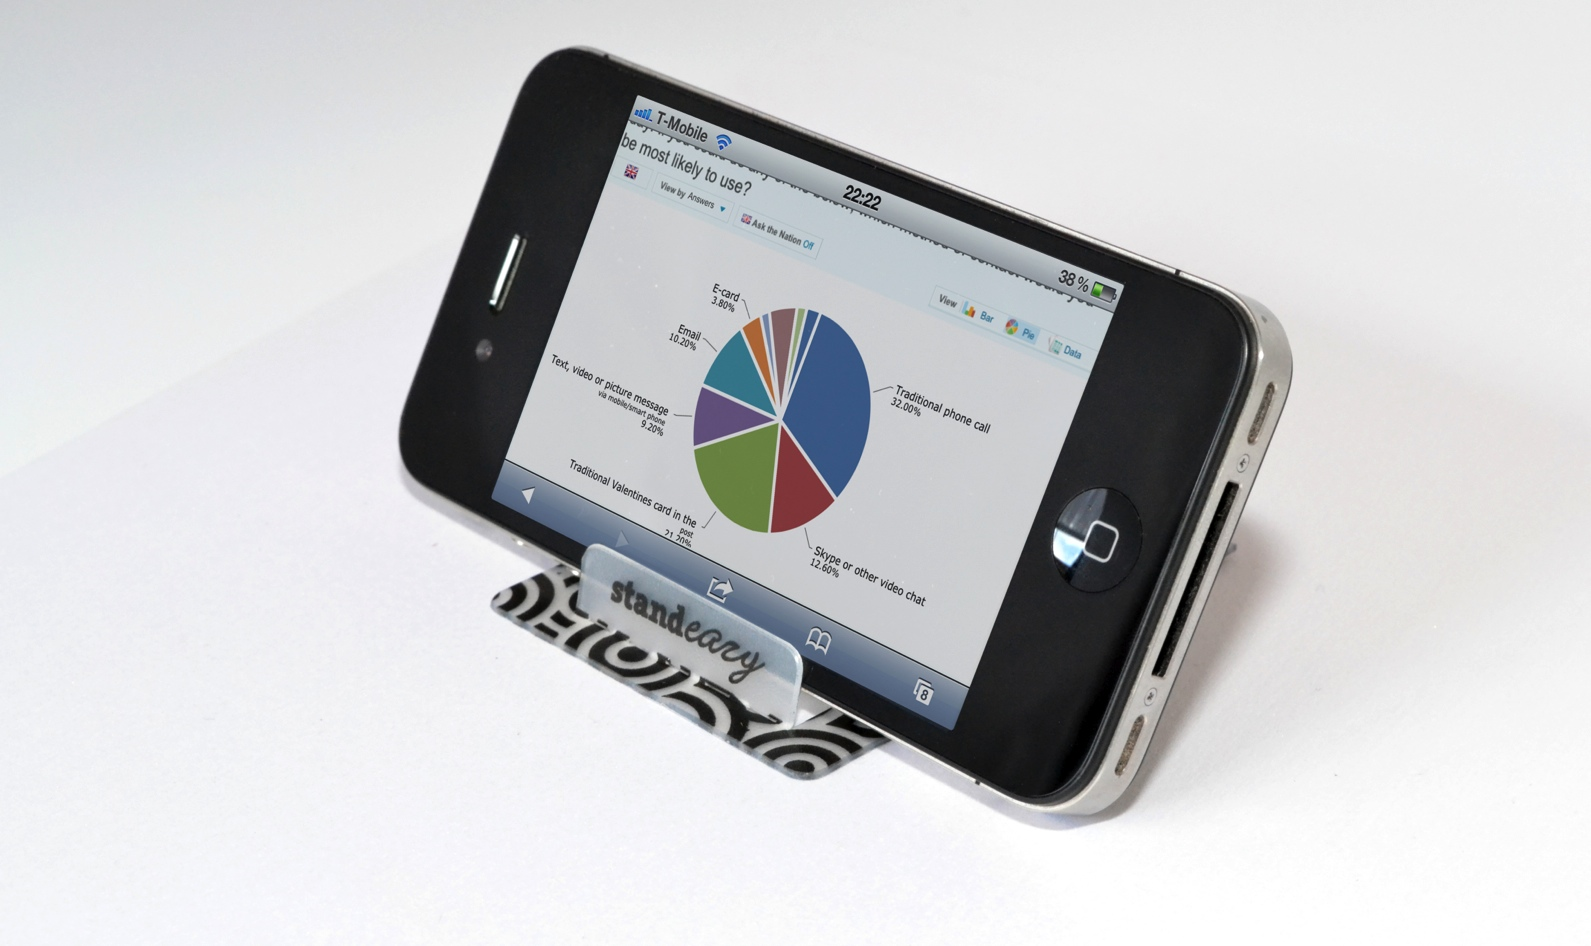 T-Mobile
22:22
38%
be most likely to use?
View by Answers
Ask the Nation Off
View Bar Pie Data
E-card
3.80%
Email
10.20%
Text, video or picture message
via mobile/smart phone
9.20%
Traditional Valentines card in the
post
21.20%
Traditional phone call
32.00%
Skype or other video chat
12.60%
8
standeazy